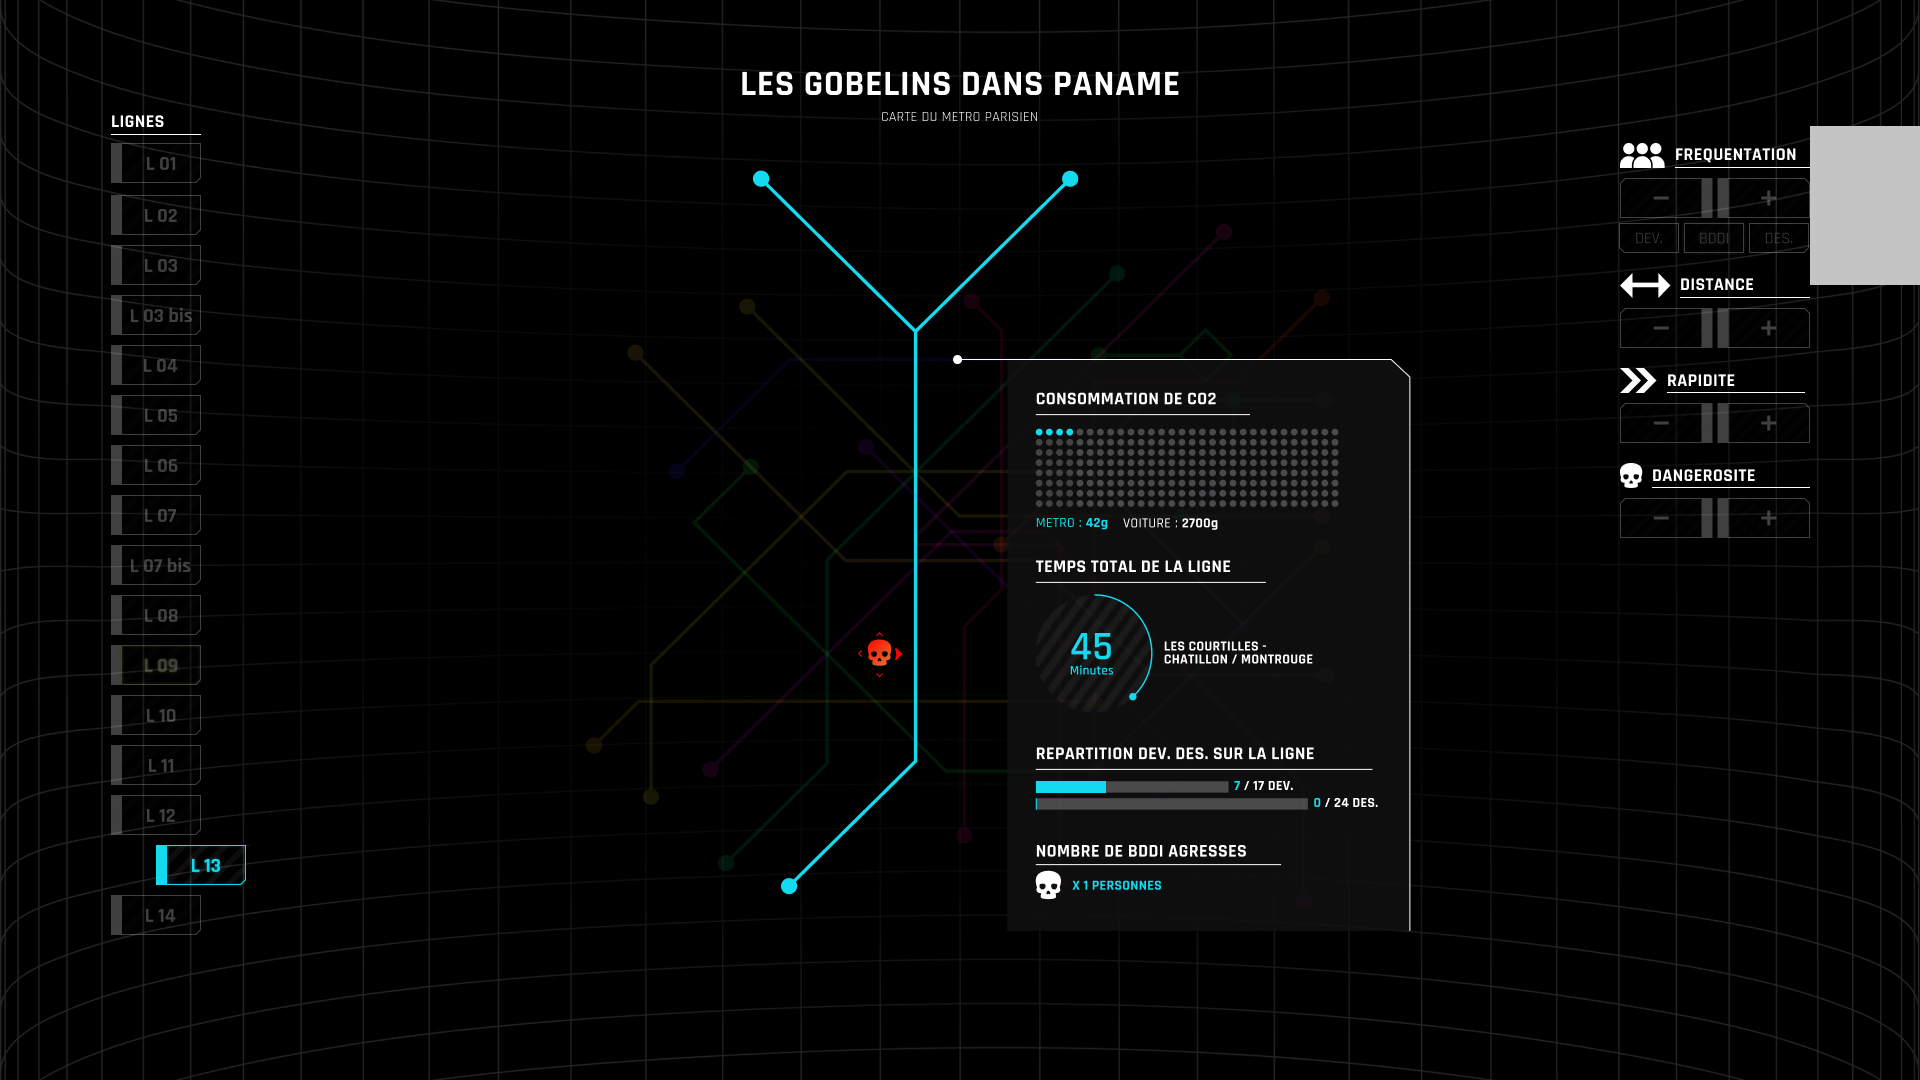 LES GOBELINS DANS PANAME
CARTE DU METRO PARISIEN
LIGNES
L 01
L 02
L 03
L 03 bis
L 04
L 05
L 06
L 07
L 07 bis
L 08
L 09
L 10
L 11
L 12
L 13
L 14
CONSOMMATION DE CO2
METRO : 42g VOITURE : 2700g
TEMPS TOTAL DE LA LIGNE
45
Minutes
LES COURTILLES -
CHATILLON / MONTROUGE
REPARTITION DEV. DES. SUR LA LIGNE
7 / 17 DEV.
0 / 24 DES.
NOMBRE DE BDDI AGRESSES
X 1 PERSONNES
FREQUENTATION
− +
DEV. BDDI DES.
DISTANCE
− +
RAPIDITE
− +
DANGEROSITE
− +